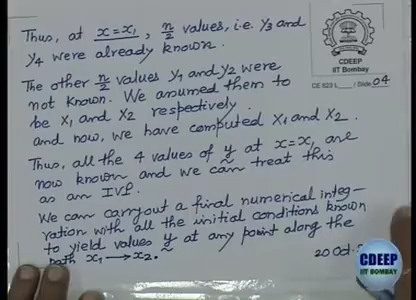 Thus, at x = x1, n/2 values, i.e. y3 and
y4 were already known.
The other n/2 values y1 and y2 were
not known. We assumed them to
be X1 and X2 respectively.
and now, we have computed X1 and X2.
Thus, all the 4 values of y at x = x1 are
now known and we can treat this
as an IVP.
We can carryout a final numerical integ-
ration with all the initial conditions known
to yield values y at any point along the
path x1 → x2.
20 Oct
CDEEP
IIT Bombay
CE 623 L___ / Slide 04
CDEEP
IIT BOMBAY